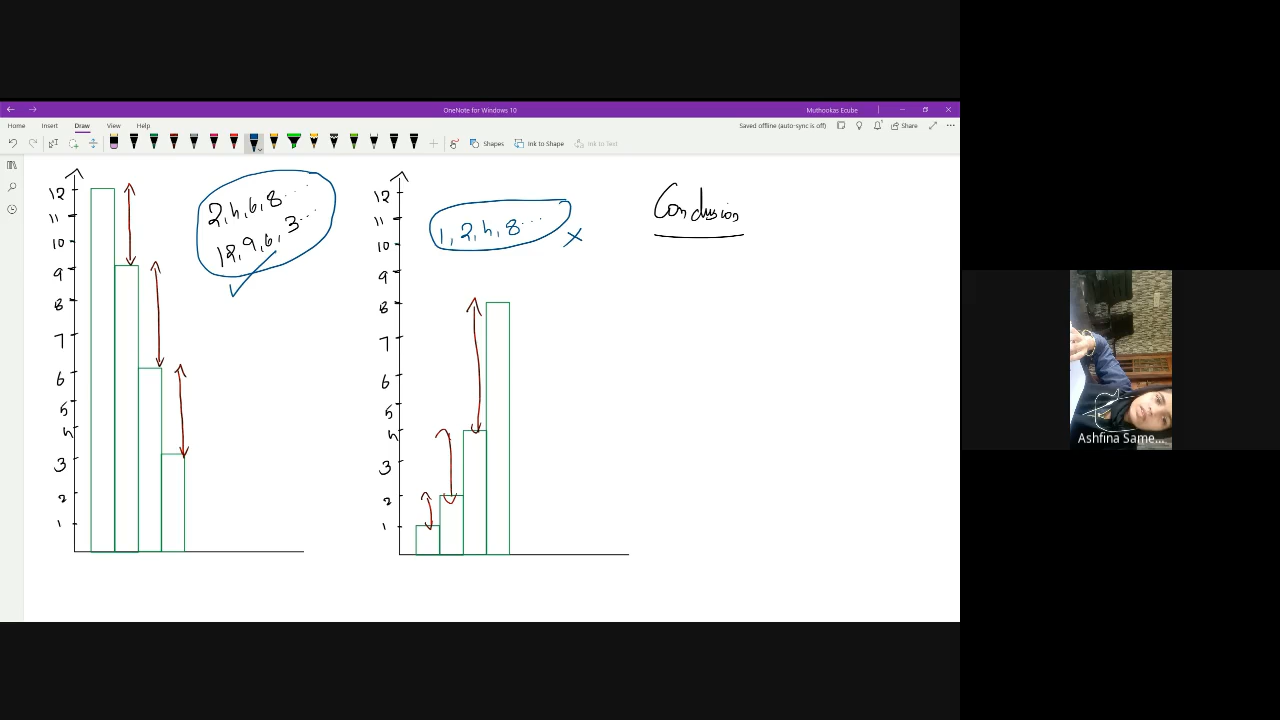 OneNote for Windows 10
Muthookas Ecube
Home Insert Draw View Help
Saved offline (auto-sync is off)
Share
Shapes
Ink to Shape
Ink to Text
12
11
10
9
8
7
6
5
4
3
2
1
2, 4, 6, 8 ....
12, 9, 6, 3 ...
12
11
10
9
8
7
6
5
4
3
2
1
1, 2, 4, 8 ...
Conclusion
Ashfina Same...